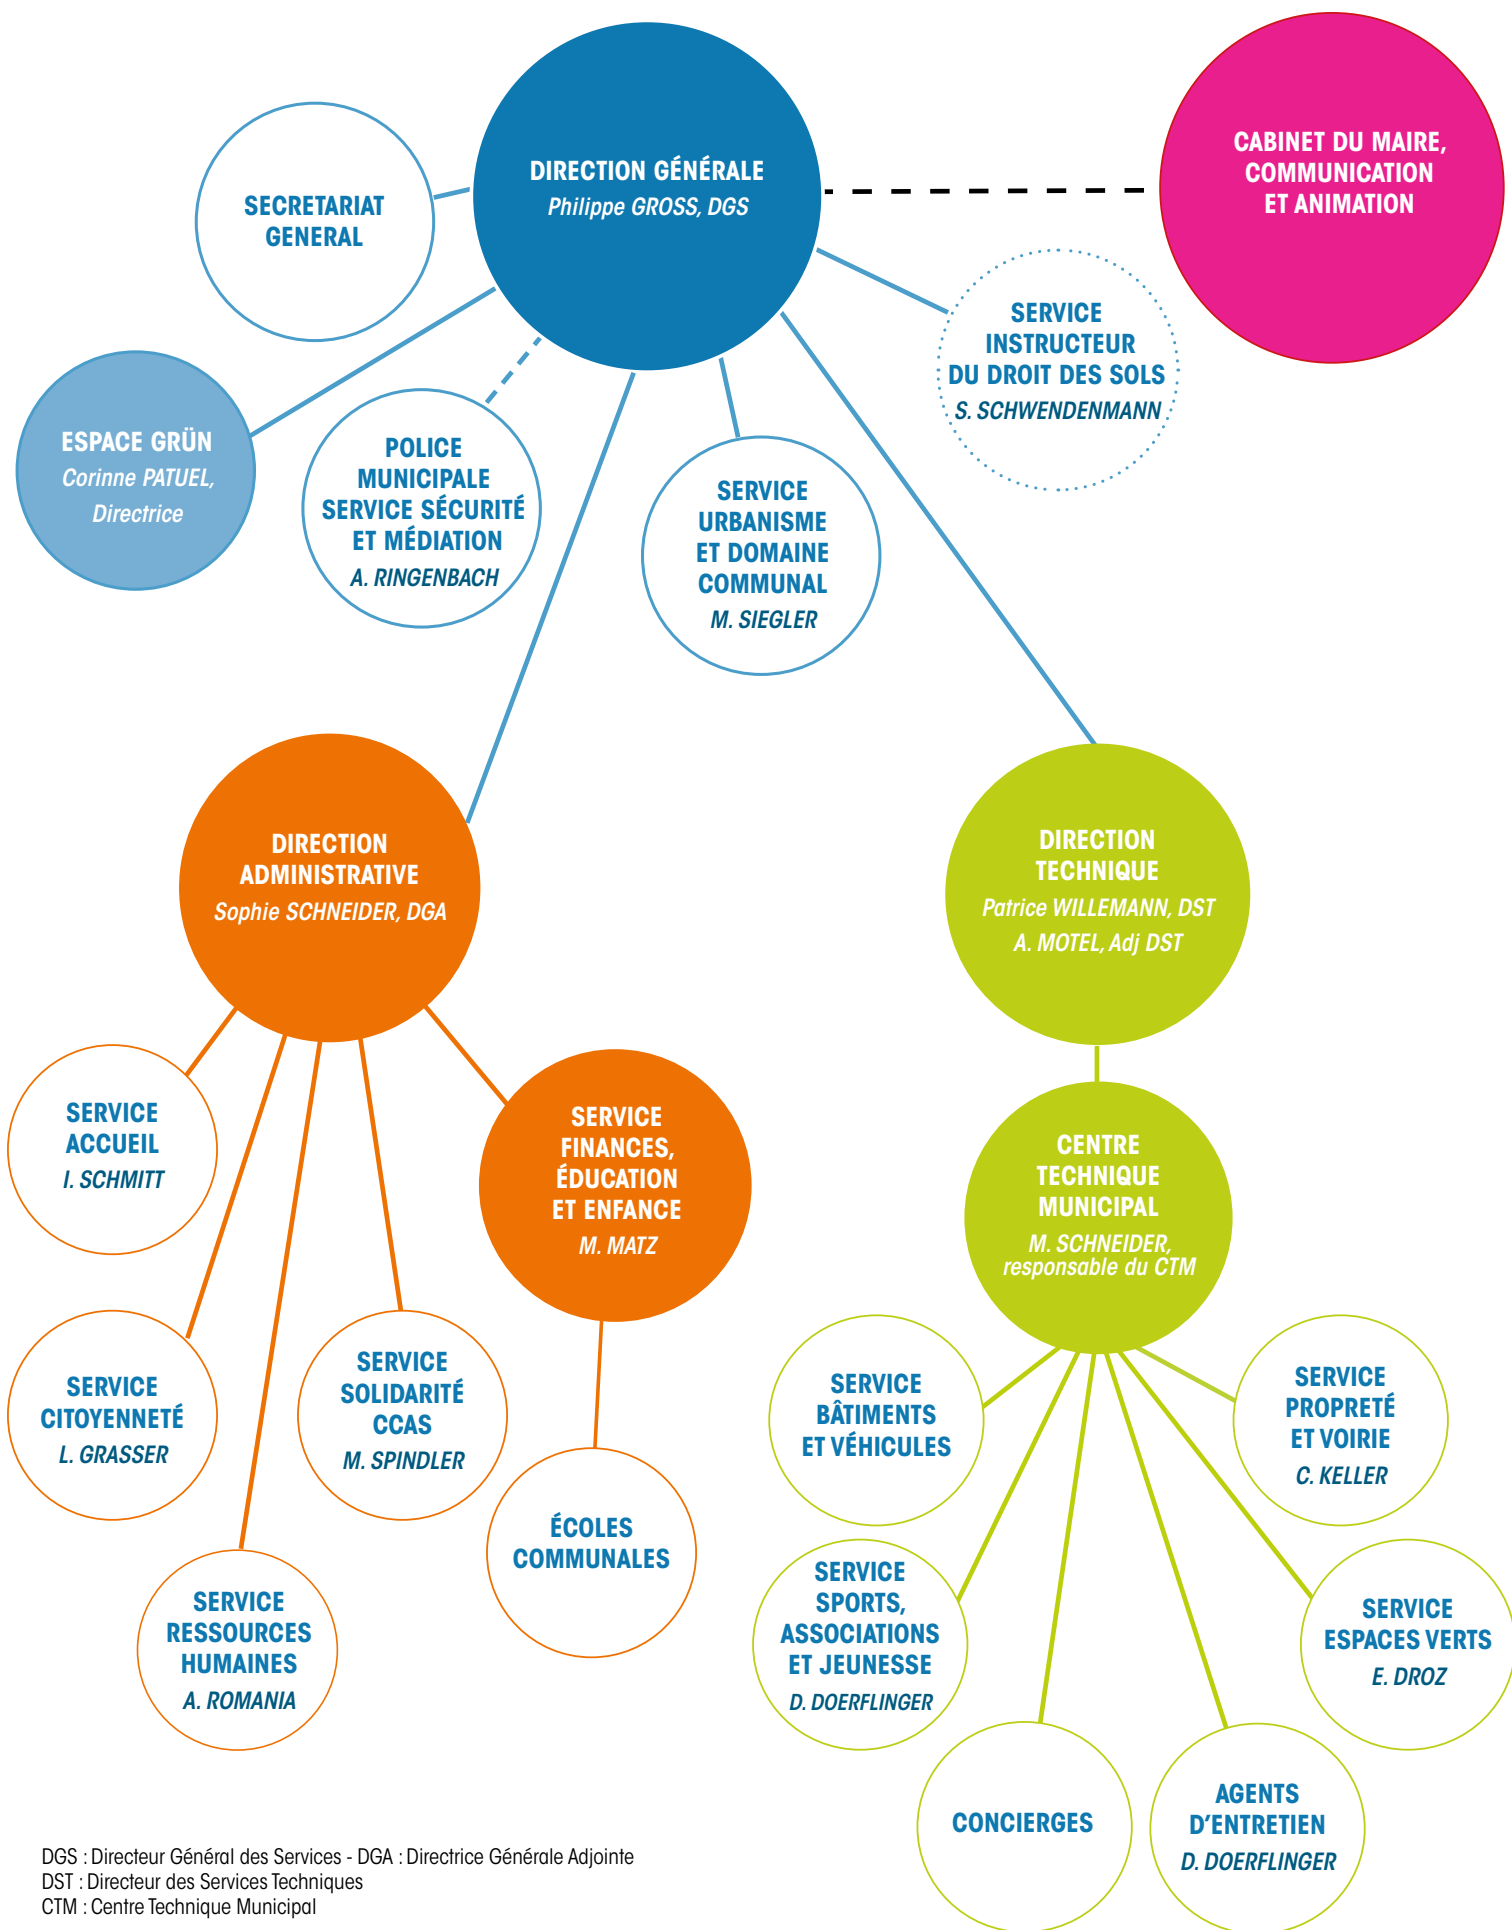 DIRECTION GÉNÉRALE
Philippe GROSS, DGS
CABINET DU MAIRE,
COMMUNICATION
ET ANIMATION
SECRETARIAT
GENERAL
SERVICE
INSTRUCTEUR
DU DROIT DES SOLS
S. SCHWENDENMANN
ESPACE GRÜN
Corinne PATUEL,
Directrice
POLICE
MUNICIPALE
SERVICE SÉCURITÉ
ET MÉDIATION
A. RINGENBACH
SERVICE
URBANISME
ET DOMAINE
COMMUNAL
M. SIEGLER
DIRECTION
ADMINISTRATIVE
Sophie SCHNEIDER, DGA
DIRECTION
TECHNIQUE
Patrice WILLEMANN, DST
A. MOTEL, Adj DST
SERVICE
ACCUEIL
I. SCHMITT
SERVICE
FINANCES,
ÉDUCATION
ET ENFANCE
M. MATZ
CENTRE
TECHNIQUE
MUNICIPAL
M. SCHNEIDER,
responsable du CTM
SERVICE
CITOYENNETÉ
L. GRASSER
SERVICE
SOLIDARITÉ
CCAS
M. SPINDLER
SERVICE
BÂTIMENTS
ET VÉHICULES
SERVICE
PROPRETÉ
ET VOIRIE
C. KELLER
ÉCOLES
COMMUNALES
SERVICE
RESSOURCES
HUMAINES
A. ROMANIA
SERVICE
SPORTS,
ASSOCIATIONS
ET JEUNESSE
D. DOERFLINGER
SERVICE
ESPACES VERTS
E. DROZ
CONCIERGES
AGENTS
D'ENTRETIEN
D. DOERFLINGER
DGS : Directeur Général des Services - DGA : Directrice Générale Adjointe
DST : Directeur des Services Techniques
CTM : Centre Technique Municipal